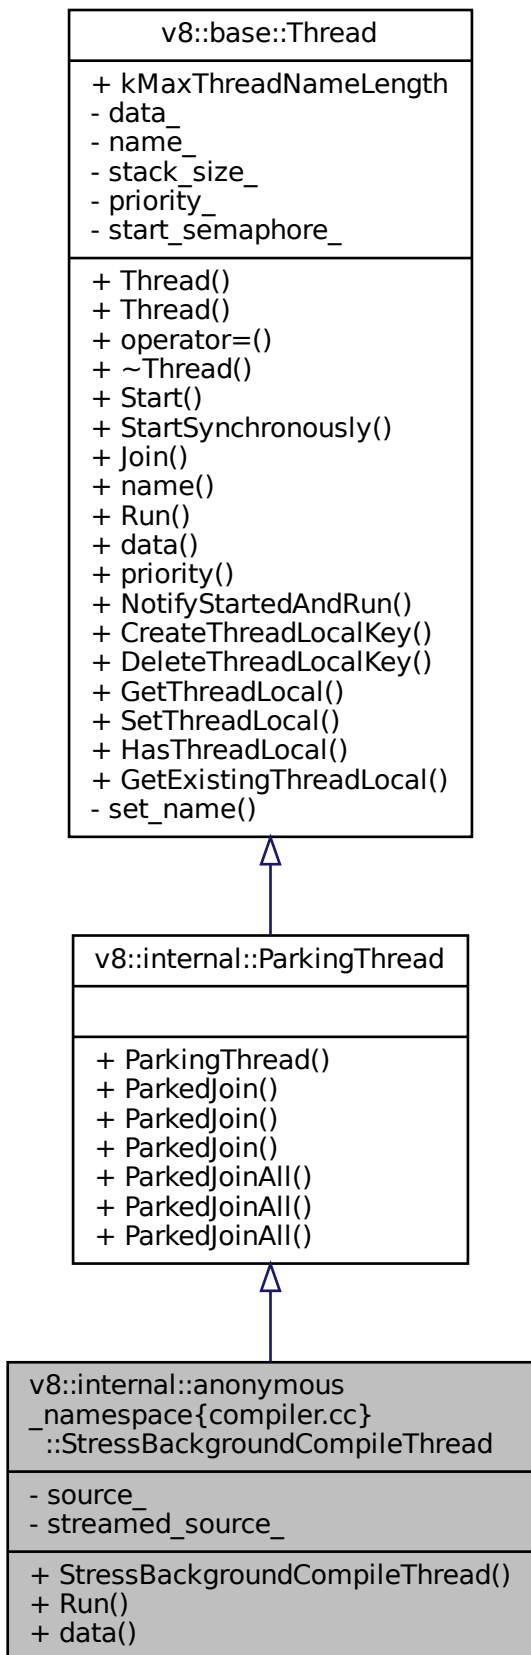 v8::base::Thread
+ kMaxThreadNameLength
- data_
- name_
- stack_size_
- priority_
- start_semaphore_
+ Thread()
+ Thread()
+ operator=()
+ ~Thread()
+ Start()
+ StartSynchronously()
+ Join()
+ name()
+ Run()
+ data()
+ priority()
+ NotifyStartedAndRun()
+ CreateThreadLocalKey()
+ DeleteThreadLocalKey()
+ GetThreadLocal()
+ SetThreadLocal()
+ HasThreadLocal()
+ GetExistingThreadLocal()
- set_name()
v8::internal::ParkingThread
+ ParkingThread()
+ ParkedJoin()
+ ParkedJoin()
+ ParkedJoin()
+ ParkedJoinAll()
+ ParkedJoinAll()
+ ParkedJoinAll()
v8::internal::anonymous
_namespace{compiler.cc}
::StressBackgroundCompileThread
- source_
- streamed_source_
+ StressBackgroundCompileThread()
+ Run()
+ data()